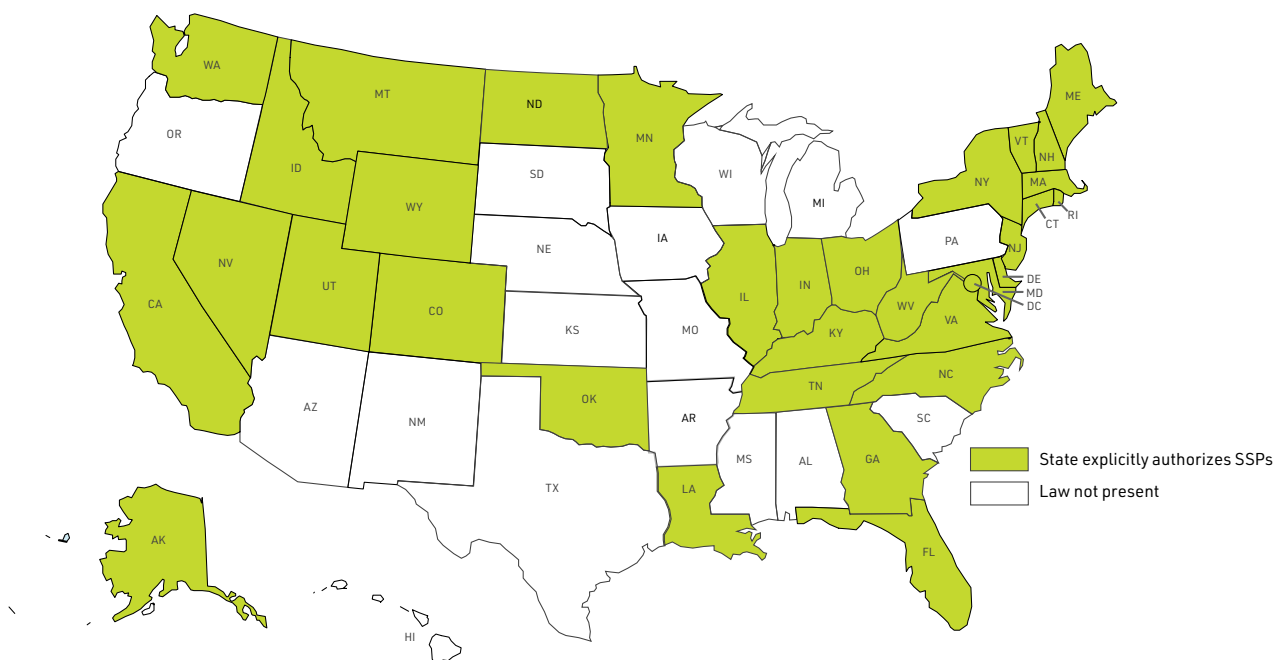 WA
MT
ND
MN
ME
OR
ID
SD
WI
MI
VT
NH
NY
MA
WY
RI
CT
NE
IA
PA
NJ
NV
UT
CO
IL
IN
OH
DE
MD
DC
CA
KS
MO
KY
WV
VA
AZ
NM
OK
AR
TN
NC
SC
TX
LA
MS
AL
GA
State explicitly authorizes SSPs
Law not present
AK
FL
HI